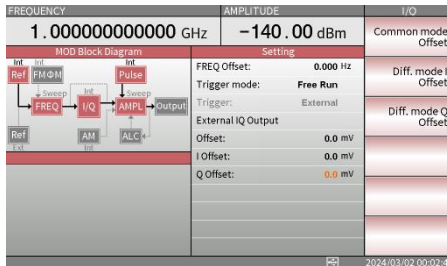 FREQUENCY AMPLITUDE I/Q
1.000000000000 GHz −140.00 dBm
Common mode Offset
MOD Block Diagram
Int Int Int
Ref FMΦM Pulse
Sweep Int Sweep
FREQ I/Q AMPL Output
Ref AM ALC
Ext Int
Setting
FREQ Offset: 0.000 Hz
Trigger mode: Free Run
Trigger: External
External IQ Output
Offset: 0.0 mV
I Offset: 0.0 mV
Q Offset: 0.0 mV
Diff. mode I
Offset
Diff. mode Q
Offset
2024/03/02 00:02:4